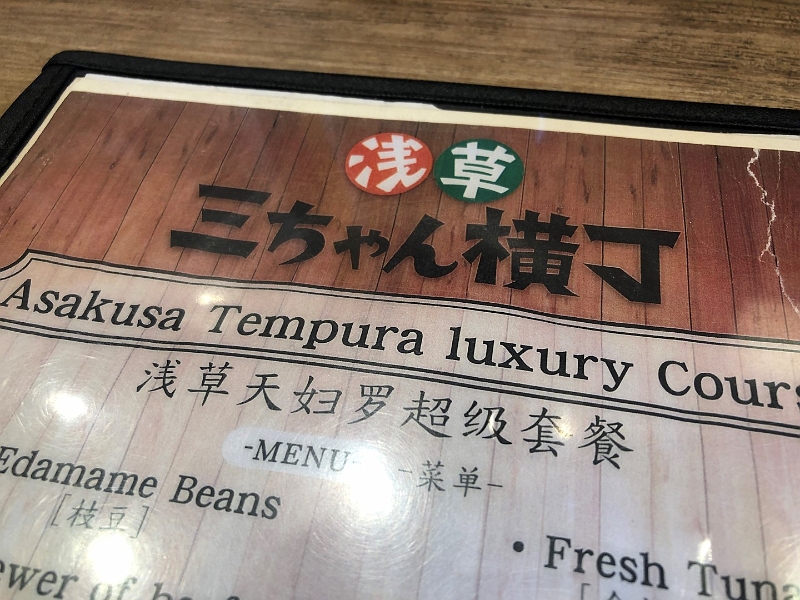 浅草
三ちゃん横丁
Asakusa Tempura luxury
浅草天妇罗超级套餐
-MENU-
-菜单-
Edamame Beans
[枝豆]
• Fresh Tuna
of